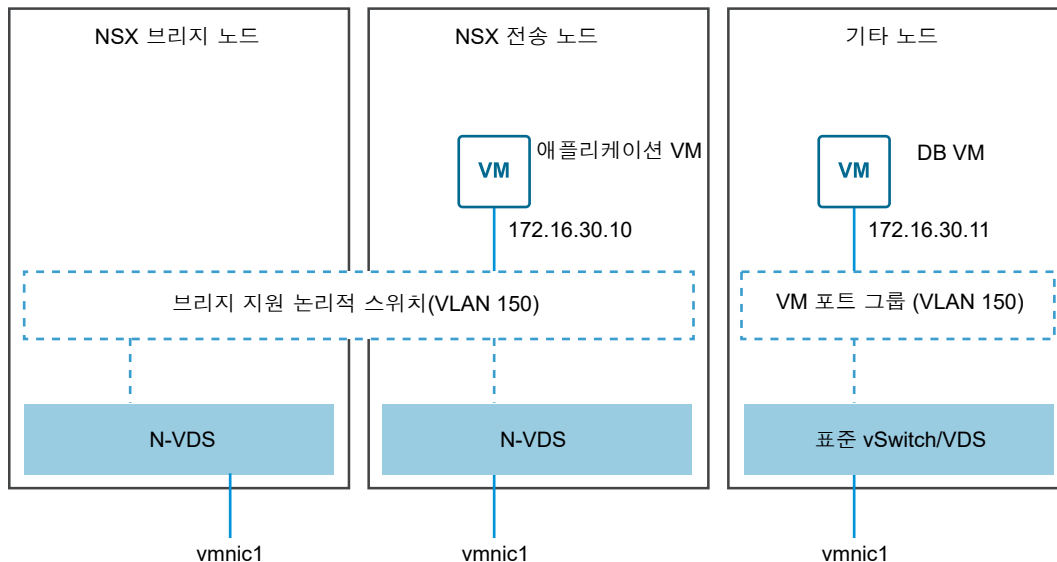 NSX 브리지 노드
NSX 전송 노드
기타 노드
VM
애플리케이션 VM
VM
DB VM
172.16.30.10
172.16.30.11
브리지 지원 논리적 스위치(VLAN 150)
VM 포트 그룹 (VLAN 150)
N-VDS
N-VDS
표준 vSwitch/VDS
vmnic1
vmnic1
vmnic1